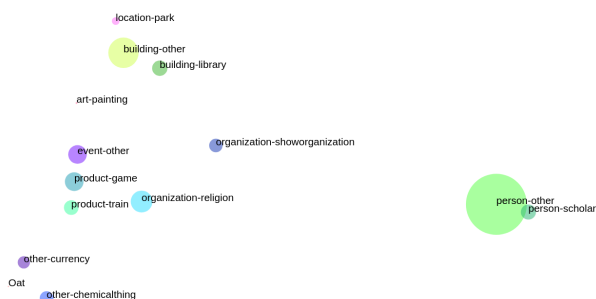 location-park
building-other
building-library
art-painting
organization-showorganization
event-other
product-game
organization-religion
person-other
product-train
person-scholar
other-currency
Oat
other-chemicalthing